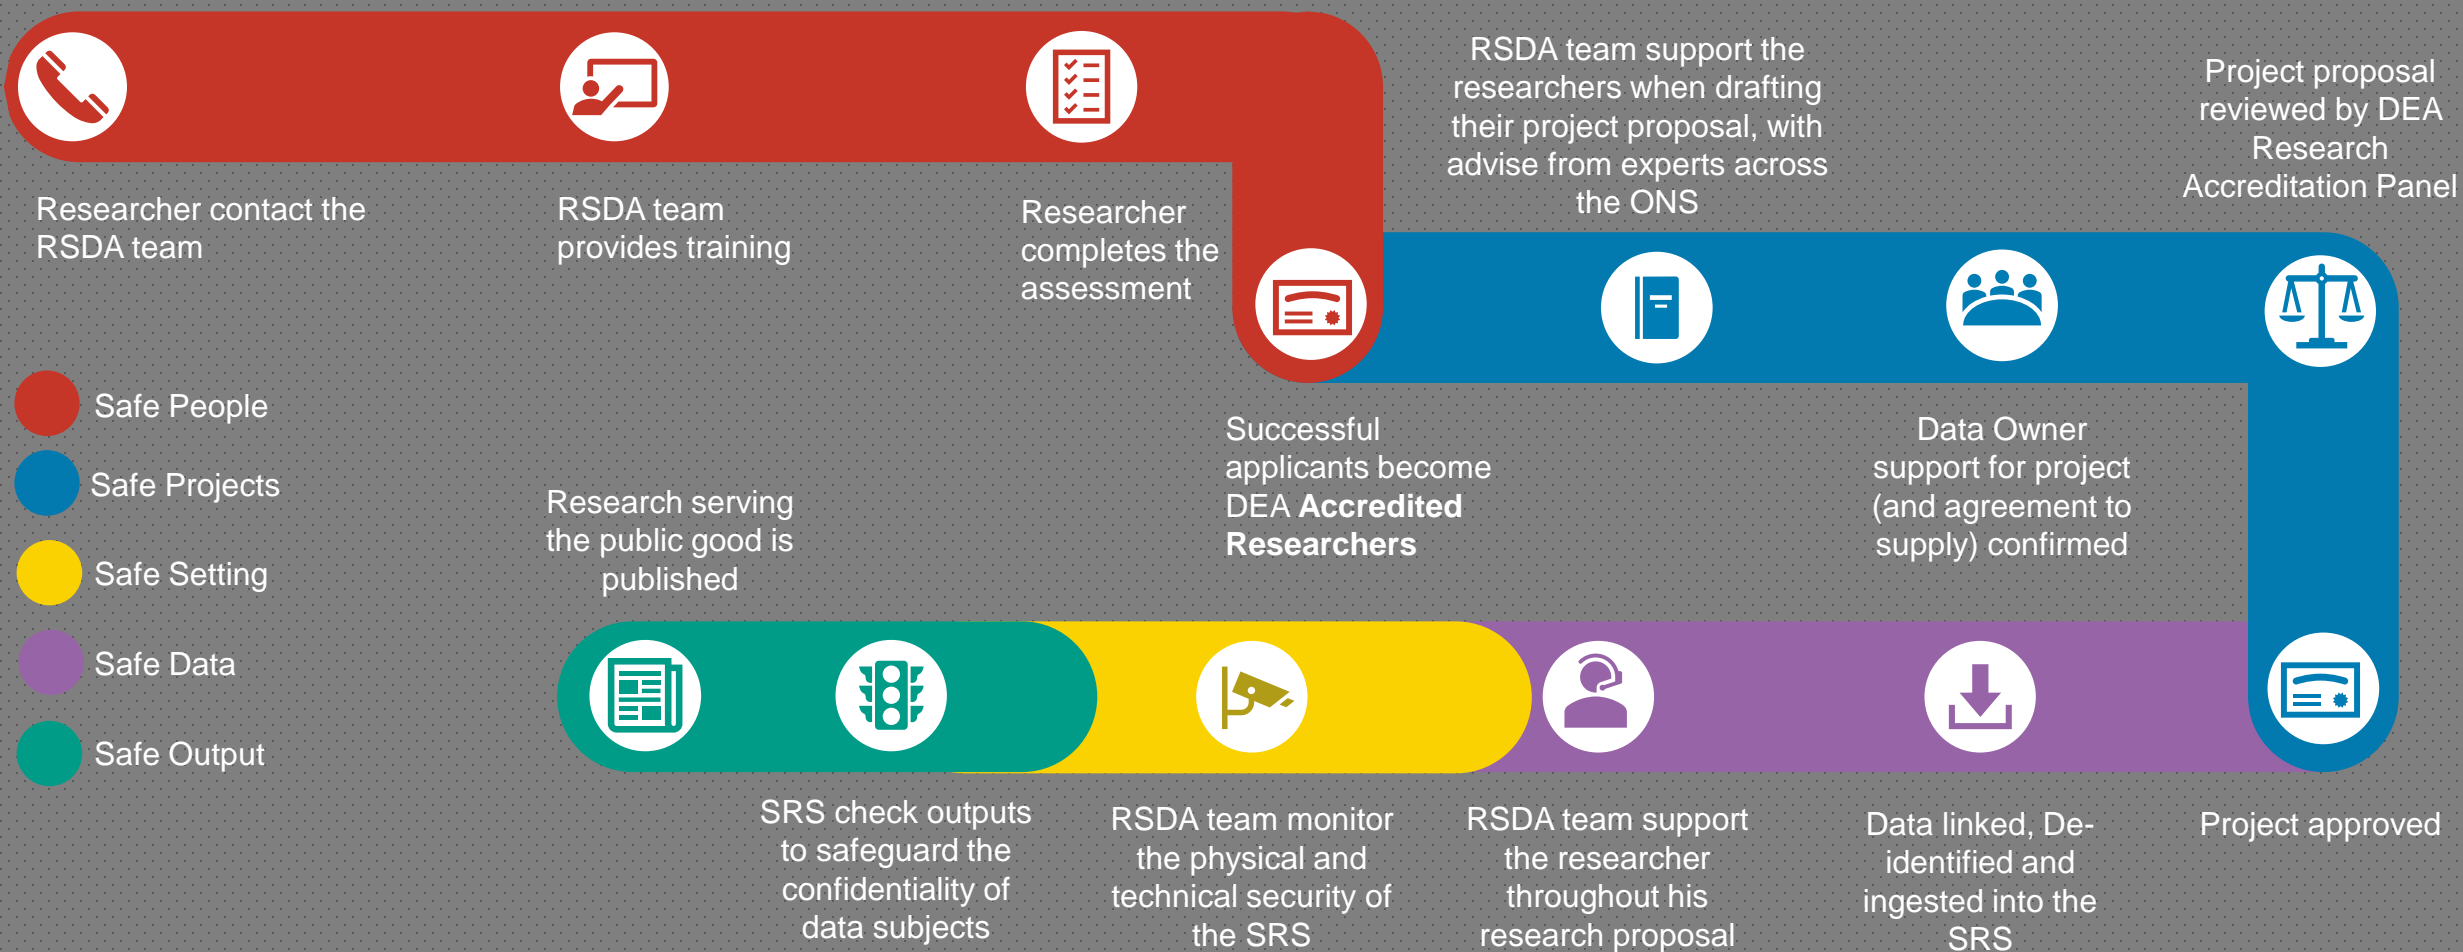 Researcher contact the
RSDA team
RSDA team
provides training
Researcher
completes the
assessment
RSDA team support the
researchers when drafting
their project proposal, with
advise from experts across
the ONS
Project proposal
reviewed by DEA
Research
Accreditation Panel
Safe People
Safe Projects
Safe Setting
Safe Data
Safe Output
Successful
applicants become
DEA Accredited
Researchers
Data Owner
support for project
(and agreement to
supply) confirmed
Research serving
the public good is
published
SRS check outputs
to safeguard the
confidentiality of
data subjects
RSDA team monitor
the physical and
technical security of
the SRS
RSDA team support
the researcher
throughout his
research proposal
Data linked, De-
identified and
ingested into the
SRS
Project approved